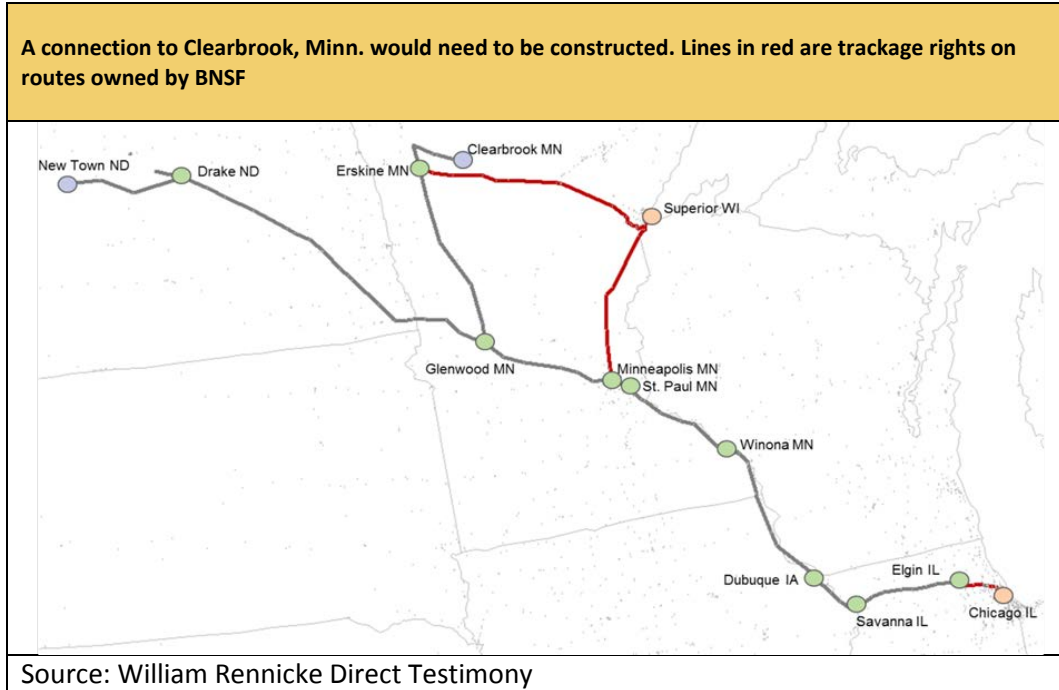 A connection to Clearbrook, Minn. would need to be constructed. Lines in red are trackage rights on
routes owned by BNSF
Clearbrook MN
New Town ND
Drake ND
Erskine MN
Superior WI
Glenwood MN
Minneapolis MN
St. Paul MN
Winona MN
Dubuque IA
Elgin IL
Savanna IL
Chicago IL
Source: William Rennicke Direct Testimony